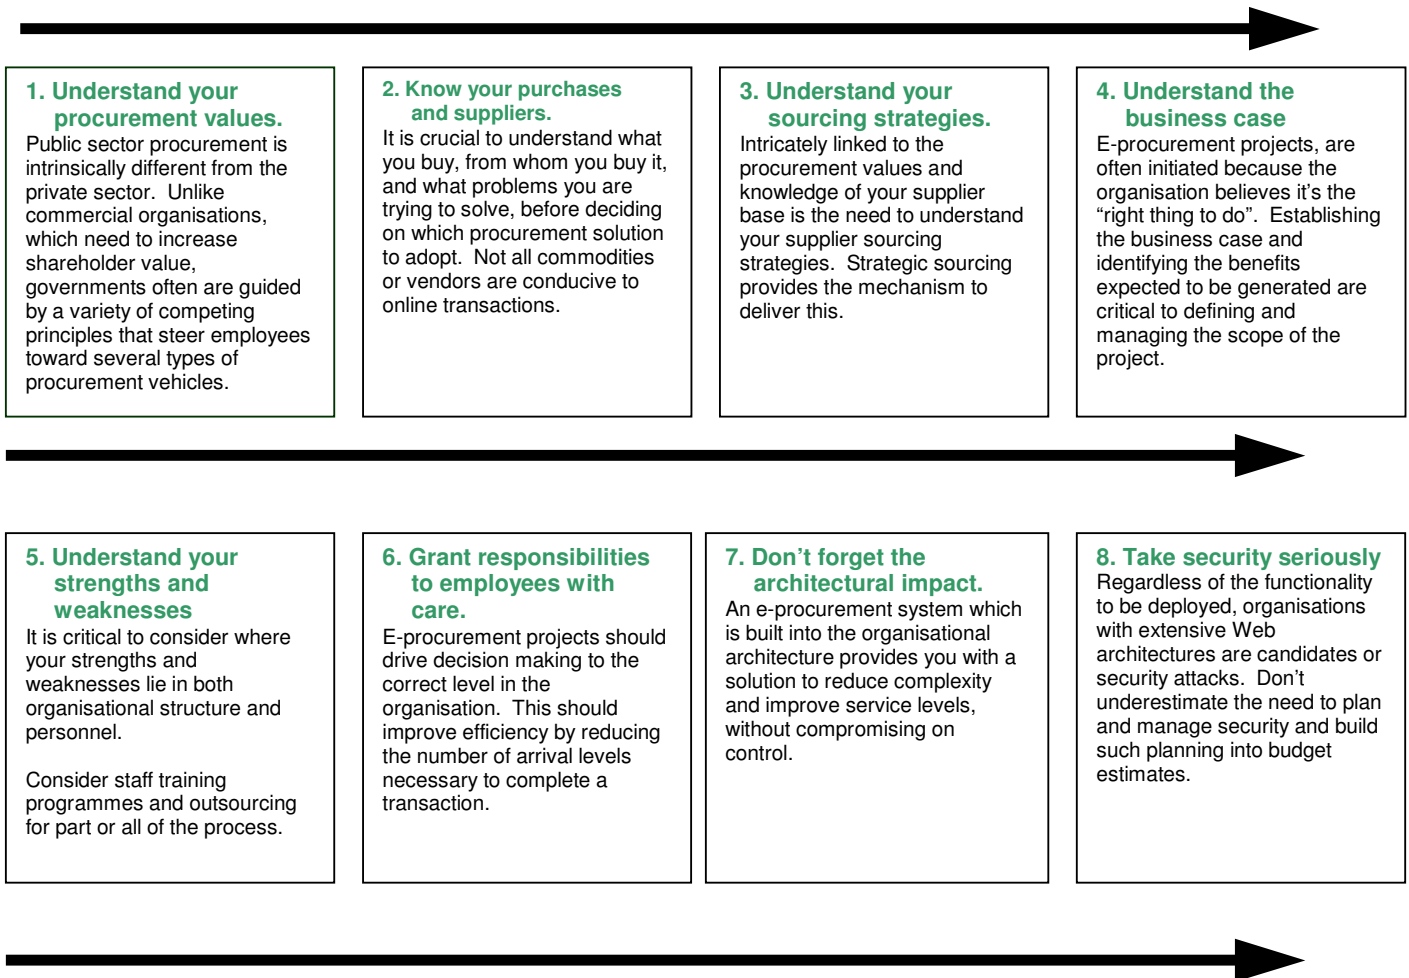 1. Understand your
procurement values.
Public sector procurement is
intrinsically different from the
private sector.  Unlike
commercial organisations,
which need to increase
shareholder value,
governments often are guided
by a variety of competing
principles that steer employees
toward several types of
procurement vehicles.
2. Know your purchases
and suppliers.
It is crucial to understand what
you buy, from whom you buy it,
and what problems you are
trying to solve, before deciding
on which procurement solution
to adopt.  Not all commodities
or vendors are conducive to
online transactions.
3. Understand your
sourcing strategies.
Intricately linked to the
procurement values and
knowledge of your supplier
base is the need to understand
your supplier sourcing
strategies.  Strategic sourcing
provides the mechanism to
deliver this.
4. Understand the
business case
E-procurement projects, are
often initiated because the
organisation believes it’s the
“right thing to do”.  Establishing
the business case and
identifying the benefits
expected to be generated are
critical to defining and
managing the scope of the
project.
5. Understand your
strengths and
weaknesses
It is critical to consider where
your strengths and
weaknesses lie in both
organisational structure and
personnel.
Consider staff training
programmes and outsourcing
for part or all of the process.
6. Grant responsibilities
to employees with
care.
E-procurement projects should
drive decision making to the
correct level in the
organisation.  This should
improve efficiency by reducing
the number of arrival levels
necessary to complete a
transaction.
7. Don’t forget the
architectural impact.
An e-procurement system which
is built into the organisational
architecture provides you with a
solution to reduce complexity
and improve service levels,
without compromising on
control.
8. Take security seriously
Regardless of the functionality
to be deployed, organisations
with extensive Web
architectures are candidates or
security attacks.  Don’t
underestimate the need to plan
and manage security and build
such planning into budget
estimates.